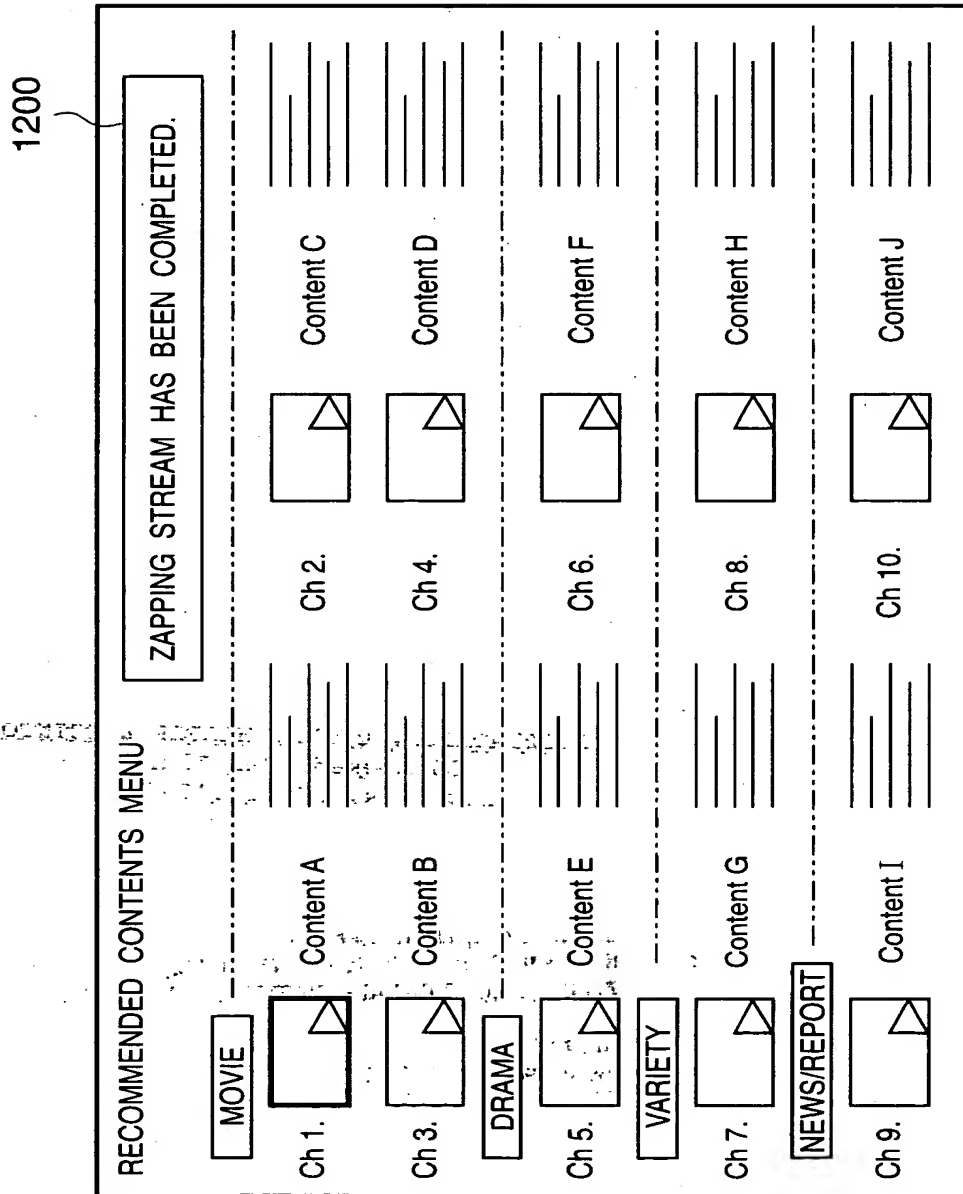 1200
RECOMMENDED CONTENTS MENU
ZAPPING STREAM HAS BEEN COMPLETED.
MOVIE
Ch 1. Content A Ch 2. Content C
Ch 3. Content B Ch 4. Content D
DRAMA
Ch 5. Content E Ch 6. Content F
VARIETY
Ch 7. Content G Ch 8. Content H
NEWS/REPORT
Ch 9. Content I Ch 10. Content J